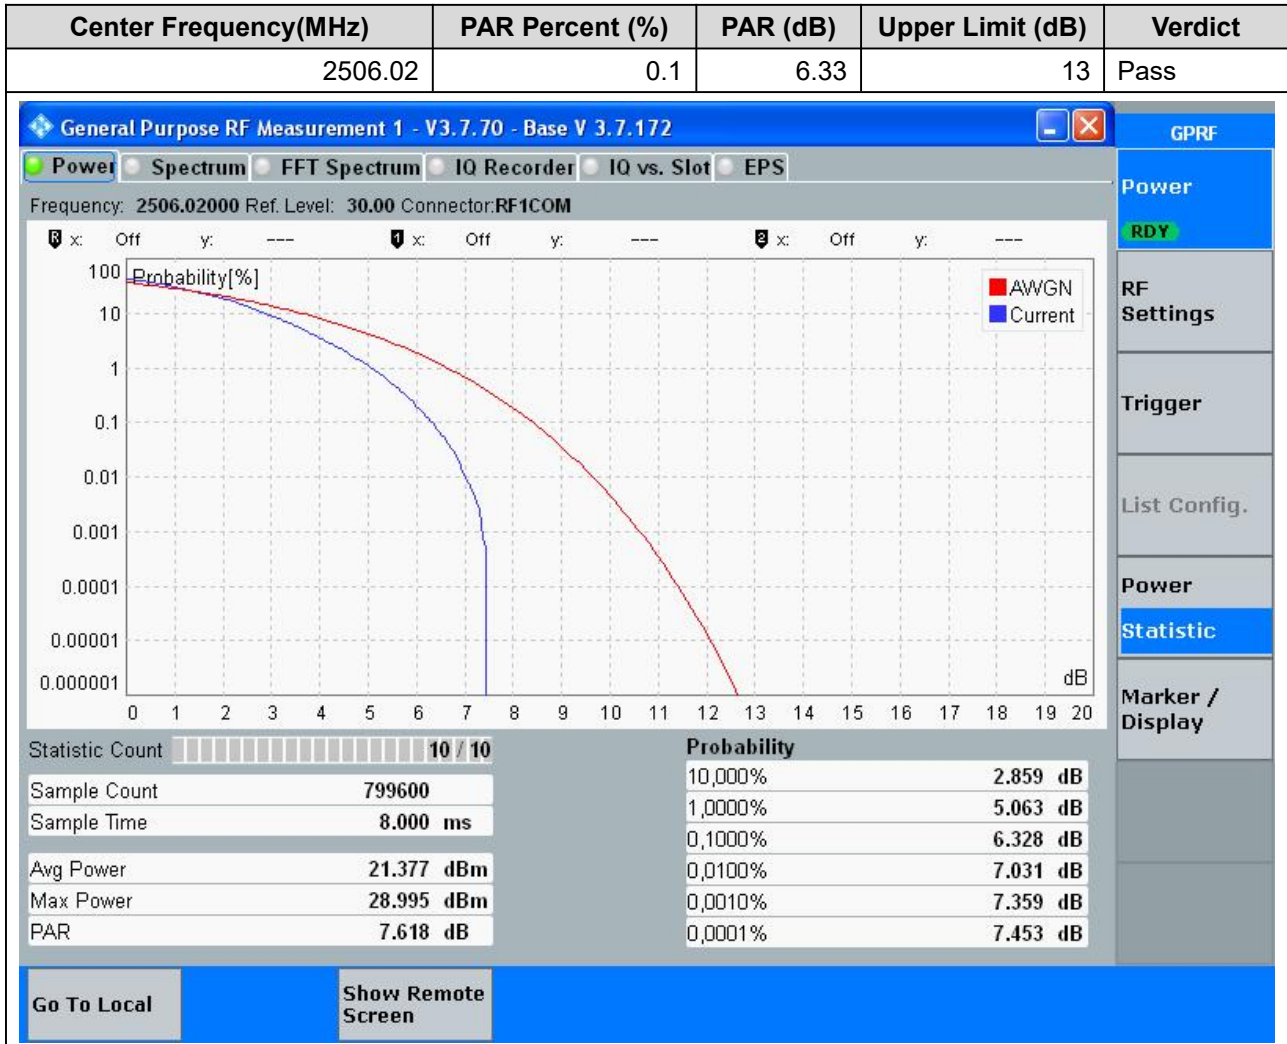 Center Frequency(MHz) PAR Percent (%) PAR (dB) Upper Limit (dB) Verdict
2506.02 0.1 6.33 13 Pass
General Purpose RF Measurement 1 - V3.7.70 - Base V 3.7.172
GPRF
Power Spectrum FFT Spectrum IQ Recorder IQ vs. Slot EPS
Frequency: 2506.02000 Ref. Level: 30.00 Connector:RF1COM
R x: Off y: --- 1 x: Off y: --- 2 x: Off y: ---
Probability[%]
AWGN
Current
100
10
1
0.1
0.01
0.001
0.0001
0.00001
0.000001
dB
0 1 2 3 4 5 6 7 8 9 10 11 12 13 14 15 16 17 18 19 20
Statistic Count 10 / 10
Sample Count 799600
Sample Time 8.000 ms
Avg Power 21.377 dBm
Max Power 28.995 dBm
PAR 7.618 dB
Probability
10,000% 2.859 dB
1,0000% 5.063 dB
0,1000% 6.328 dB
0,0100% 7.031 dB
0,0010% 7.359 dB
0,0001% 7.453 dB
Power
RDY
RF
Settings
Trigger
List Config.
Power
Statistic
Marker /
Display
Go To Local
Show Remote
Screen